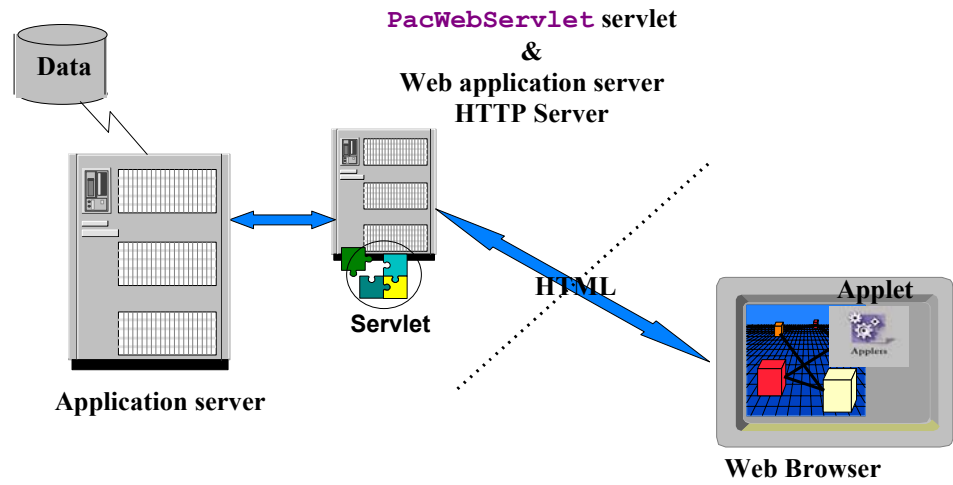 PacWebServlet servlet
&
Web application server
HTTP Server
Data
Servlet
HTML
Applet
Applets
Application server
Web Browser